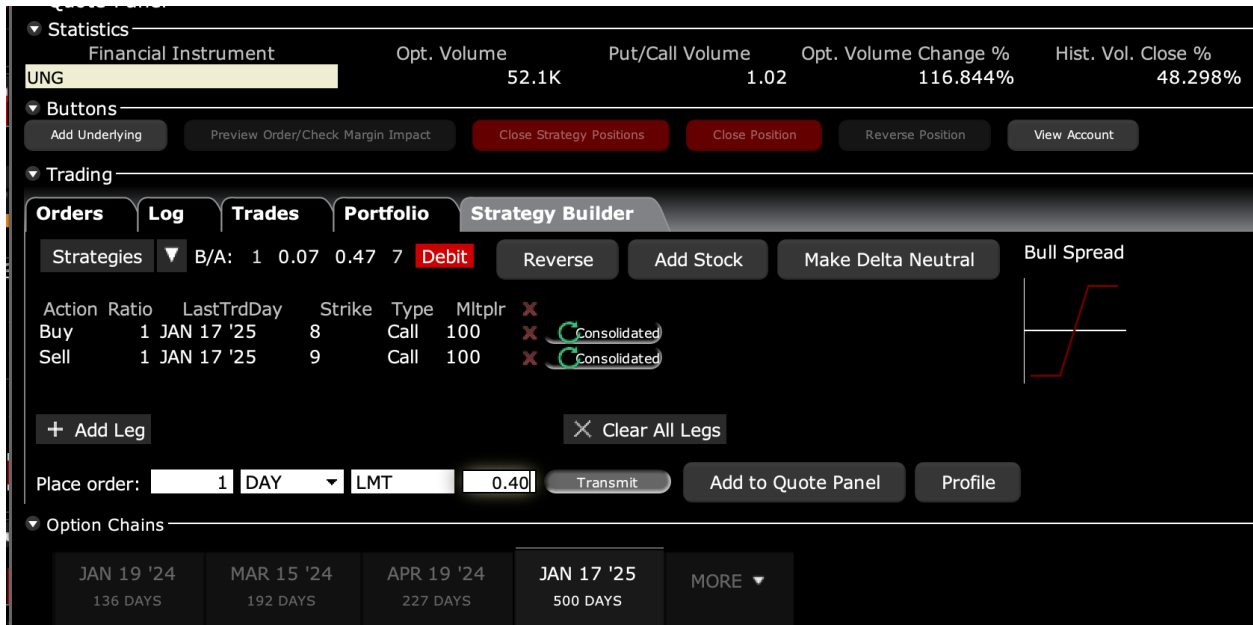 Quote Panel
Statistics
Financial Instrument Opt. Volume Put/Call Volume Opt. Volume Change % Hist. Vol. Close %
UNG 52.1K 1.02 116.844% 48.298%
Buttons
Add Underlying Preview Order/Check Margin Impact Close Strategy Positions Close Position Reverse Position View Account
Trading
Orders Log Trades Portfolio Strategy Builder
Strategies B/A: 1 0.07 0.47 7 Debit Reverse Add Stock Make Delta Neutral Bull Spread
Action Ratio LastTrdDay Strike Type Mltplr
Buy 1 JAN 17 '25 8 Call 100 Consolidated
Sell 1 JAN 17 '25 9 Call 100 Consolidated
+ Add Leg Clear All Legs
Place order: 1 DAY LMT 0.40 Transmit Add to Quote Panel Profile
Option Chains
JAN 19 '24 MAR 15 '24 APR 19 '24 JAN 17 '25 MORE
136 DAYS 192 DAYS 227 DAYS 500 DAYS